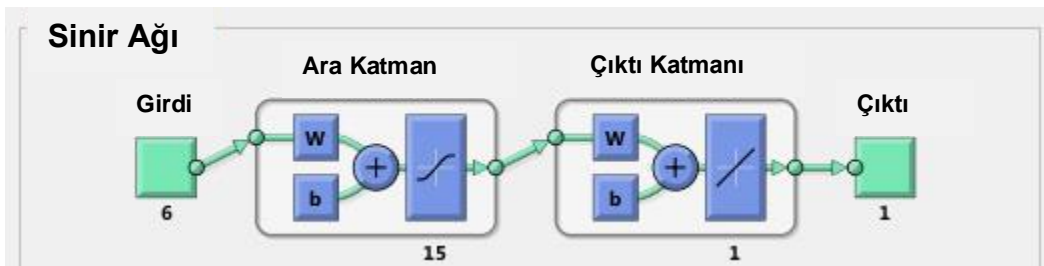 Sinir Ağı
Ara Katman
Çıktı Katmanı
Girdi
Çıktı
W
+
b
W
+
b
6
15
1
1